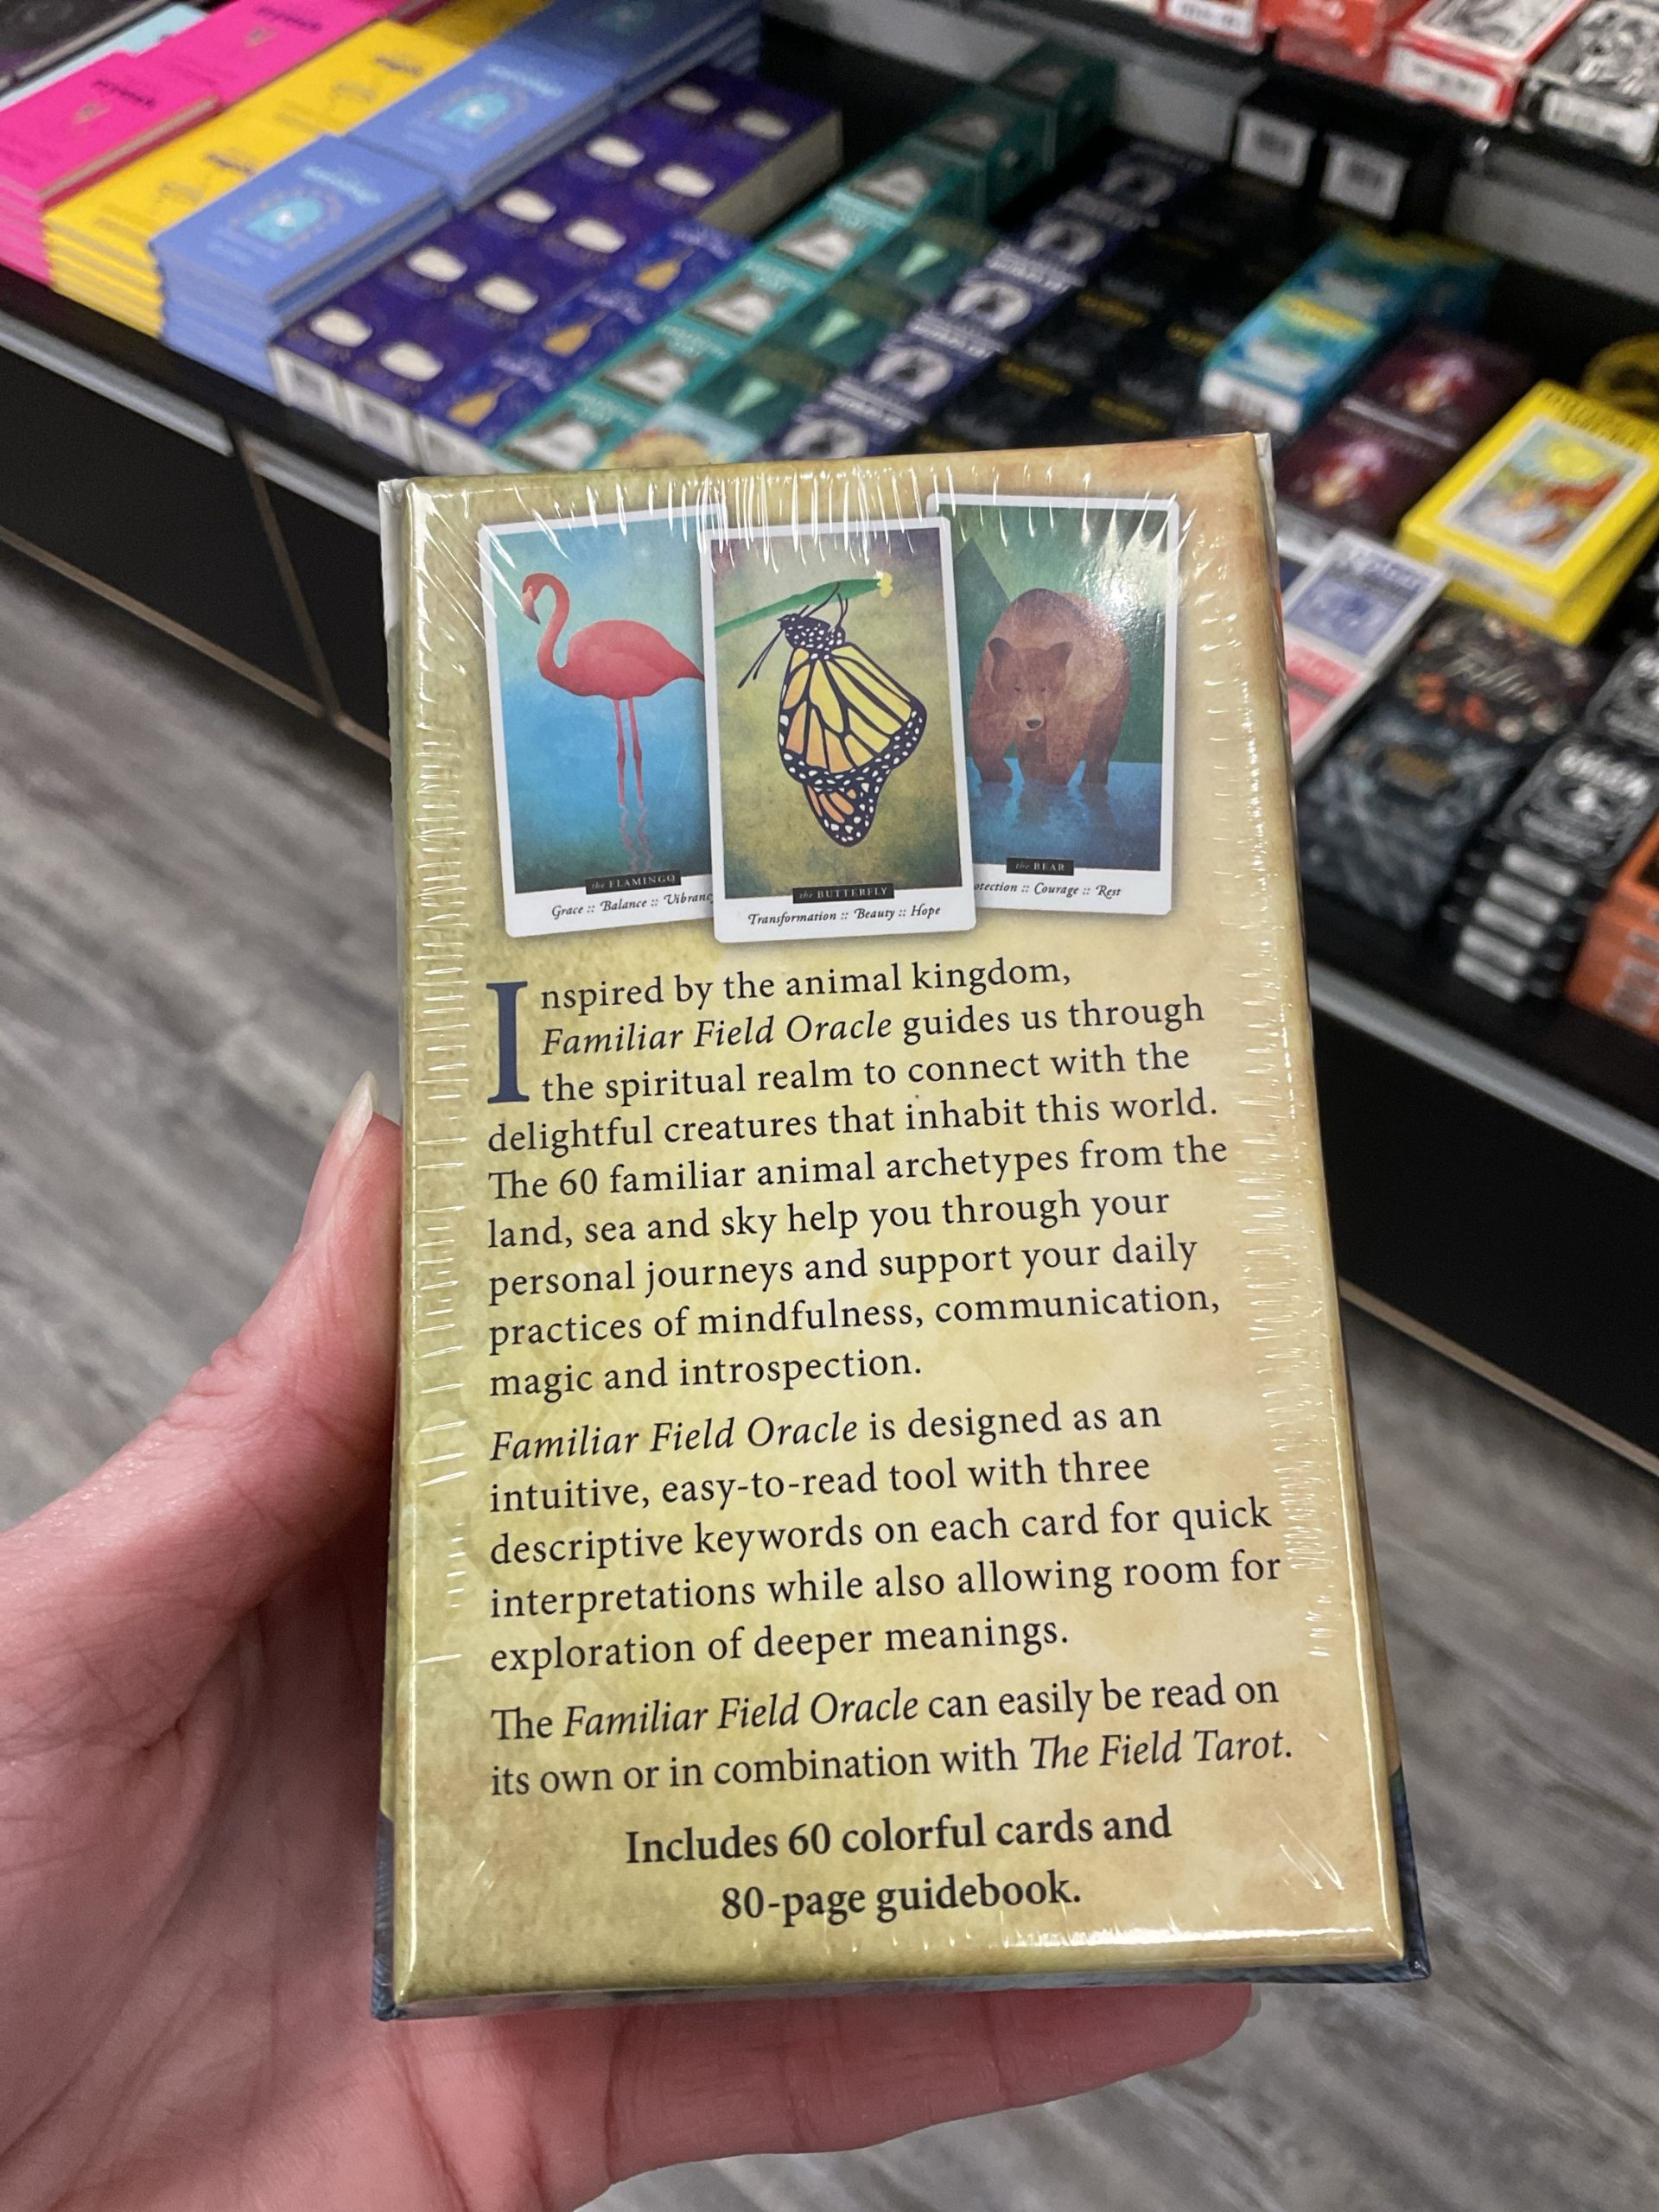 the FLAMINGO
Grace :: Balance ::
the BUTTERFLY
Transformation :: Beauty :: Hope
the BEAR
:: Courage :: Rest
Inspired by the animal kingdom,
Familiar Field Oracle guides us through
the spiritual realm to connect with the
delightful creatures that inhabit this world.
The 60 familiar animal archetypes from the
land, sea and sky help you through your
personal journeys and support your daily
practices of mindfulness, communication,
magic and introspection.
Familiar Field Oracle is designed as an
intuitive, easy-to-read tool with three
descriptive keywords on each card for quick
interpretations while also allowing room for
exploration of deeper meanings.
The Familiar Field Oracle can easily be read on
its own or in combination with The Field Tarot.
Includes 60 colorful cards and
80-page guidebook.